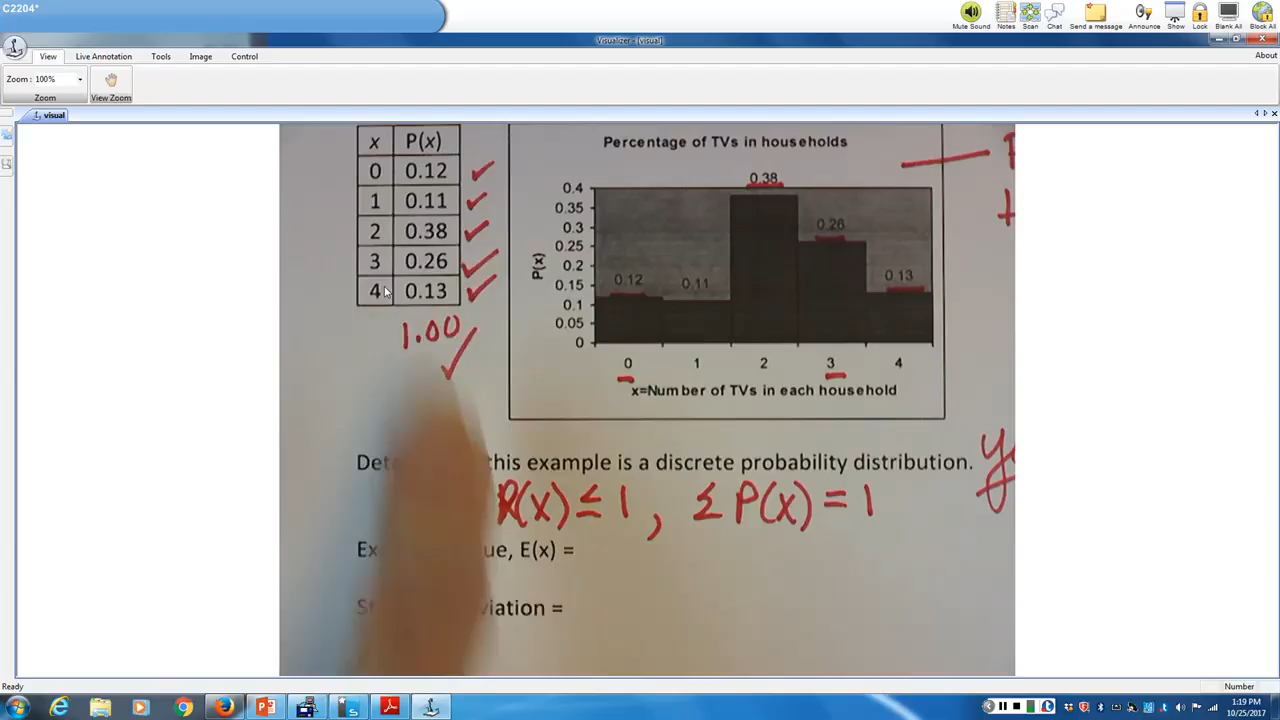 C2204*
Mute Sound Notes Scan Chat Send a message Announce Show Lock Blank All Block All
Visualizer - [visual]
View Live Annotation Tools Image Control
About
Zoom : 100%
Zoom View Zoom
visual
x P(x)
0 0.12
1 0.11
2 0.38
3 0.26
4 0.13
1.00
Percentage of TVs in households
0.38
0.4
0.35
0.3
0.26
0.25
0.2
0.12 0.11 0.13
0.15
0.1
0.05
0
P(x)
0 1 2 3 4
x=Number of TVs in each household
this example is a discrete probability distribution.
P(x) ≤ 1 , Σ P(x) = 1
E(x) =
Ready
Number
1:19 PM
10/25/2017